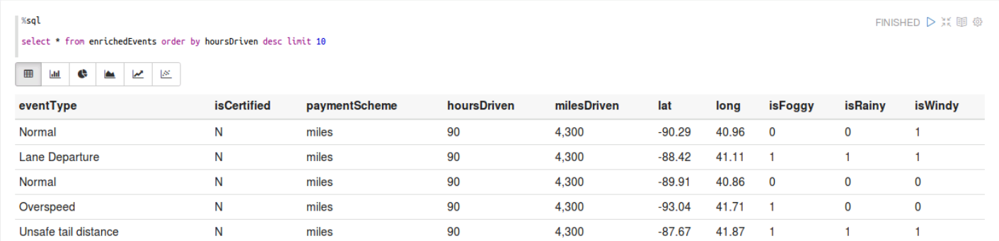 %sql
FINISHED
select * from enrichedEvents order by hoursDriven desc limit 10
eventType isCertified paymentScheme hoursDriven milesDriven lat long isFoggy isRainy isWindy
Normal N miles 90 4,300 -90.29 40.96 0 0 1
Lane Departure N miles 90 4,300 -88.42 41.11 1 1 1
Normal N miles 90 4,300 -89.91 40.86 0 0 0
Overspeed N miles 90 4,300 -93.04 41.71 1 0 0
Unsafe tail distance N miles 90 4,300 -87.67 41.87 1 1 1